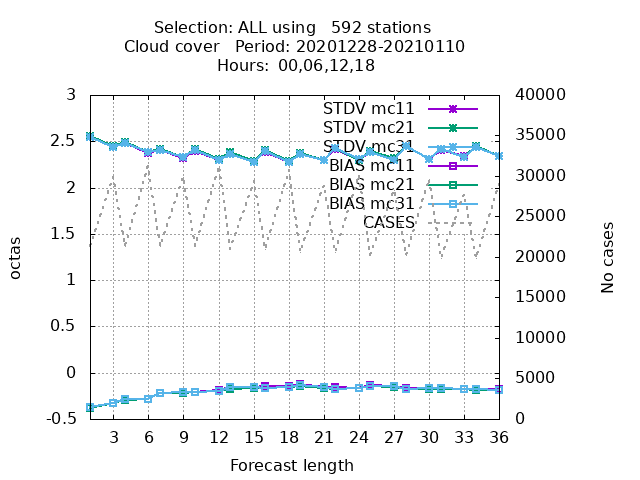 Selection: ALL using   592 stations
Cloud cover   Period: 20201228-20210110
Hours:  00,06,12,18
3
2.5
2
1.5
1
0.5
0
-0.5
octas
40000
35000
30000
25000
20000
15000
10000
5000
0
No cases
STDV mc11
STDV mc21
STDV mc31
BIAS mc11
BIAS mc21
BIAS mc31
CASES
3 6 9 12 15 18 21 24 27 30 33 36
Forecast length